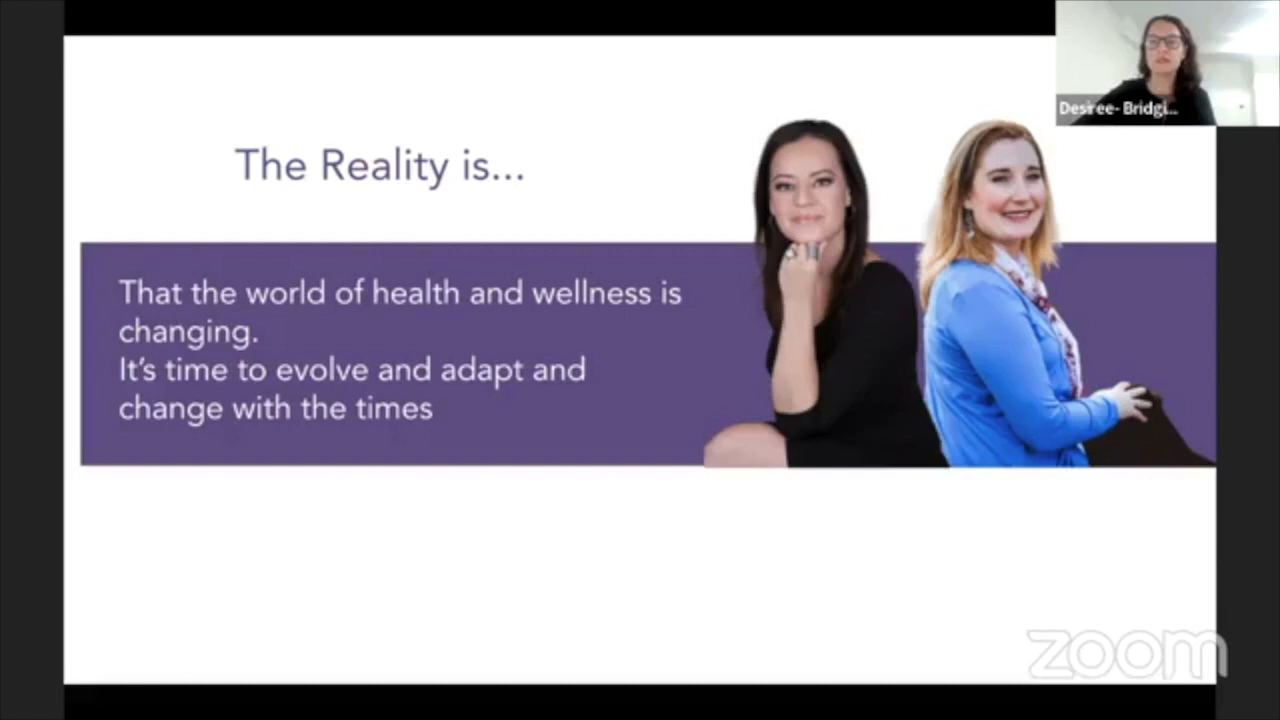 Desiree- Bridgi...
The Reality is...
That the world of health and wellness is
changing.
It's time to evolve and adapt and
change with the times
zoom